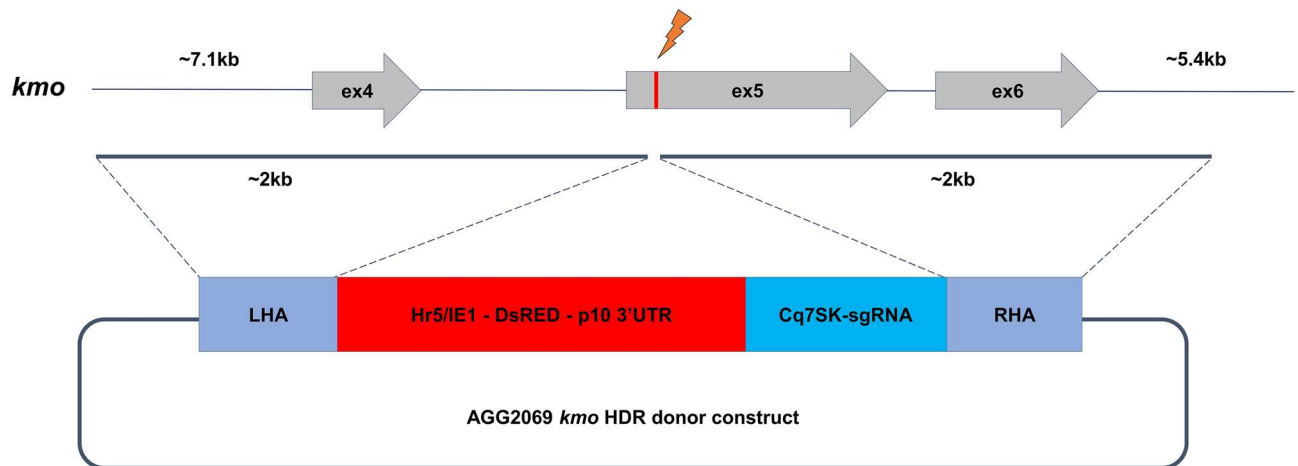 ~7.1kb
~5.4kb
kmo
ex4
ex5
ex6
~2kb
~2kb
LHA
Hr5/IE1 - DsRED - p10 3’UTR
Cq7SK-sgRNA
RHA
AGG2069 kmo HDR donor construct